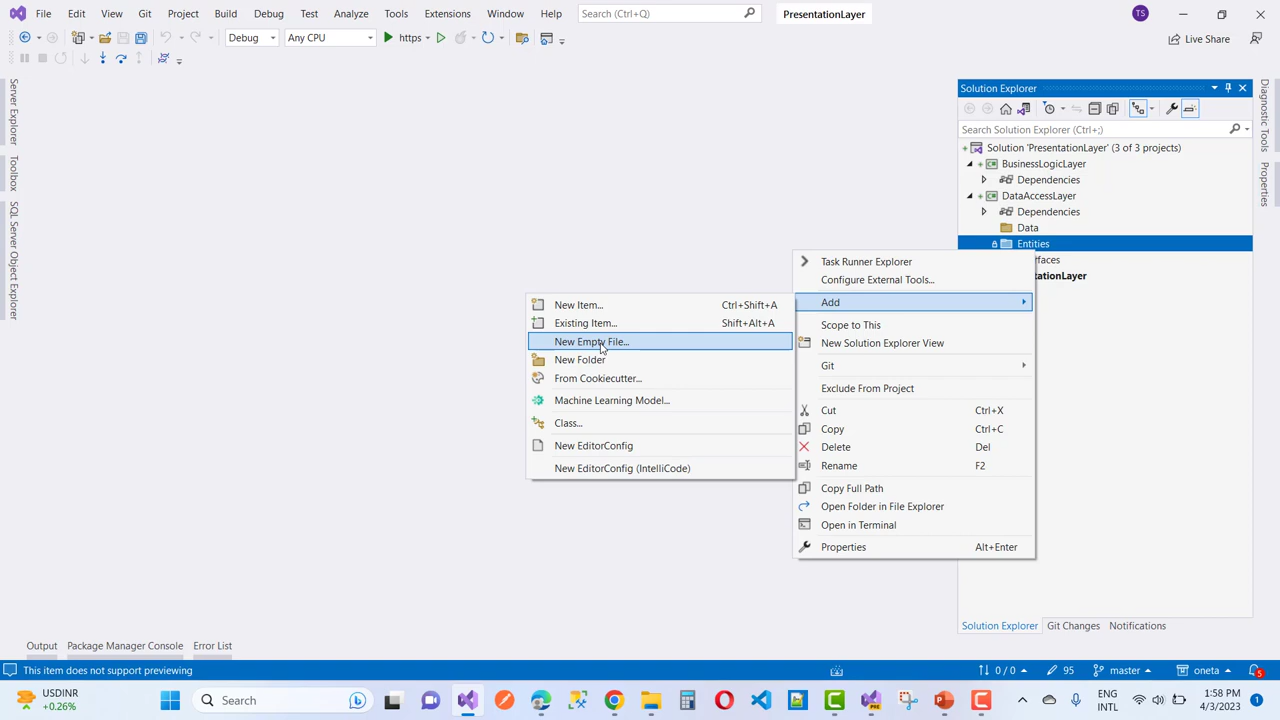 File Edit View Git Project Build Debug Test Analyze Tools Extensions Window Help Search (Ctrl+Q) PresentationLayer TS
Debug Any CPU https Live Share
Solution Explorer
Search Solution Explorer (Ctrl+;)
Solution 'PresentationLayer' (3 of 3 projects)
BusinessLogicLayer
Dependencies
DataAccessLayer
Dependencies
Data
Entities
faces
tationLayer
Server Explorer
Toolbox
SQL Server Object Explorer
Diagnostic Tools
Properties
Task Runner Explorer
Configure External Tools...
Add
Scope to This
New Solution Explorer View
Git
Exclude From Project
Cut Ctrl+X
Copy Ctrl+C
Delete Del
Rename F2
Copy Full Path
Open Folder in File Explorer
Open in Terminal
Properties Alt+Enter
New Item... Ctrl+Shift+A
Existing Item... Shift+Alt+A
New Empty File...
New Folder
From Cookiecutter...
Machine Learning Model...
Class...
New EditorConfig
New EditorConfig (IntelliCode)
Solution Explorer Git Changes Notifications
Output Package Manager Console Error List
This item does not support previewing 0 / 0 95 master oneta 5
USDINR
+0.26%
Search
ENG
INTL
1:58 PM
4/3/2023
1